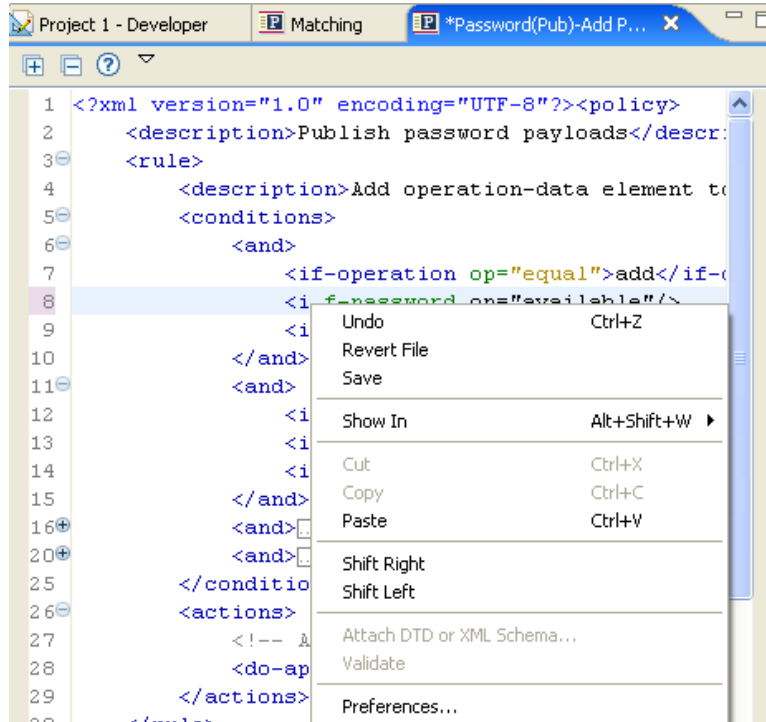 Project 1 - Developer
Matching
*Password(Pub)-Add P...
1 <?xml version="1.0" encoding="UTF-8"?><policy>
2 <description>Publish password payloads</descr
3 <rule>
4 <description>Add operation-data element to
5 <conditions>
6 <and>
7 <if-operation op="equal">add</if-
8 <i f-password op="available"/>
9 <i
10 </and>
11 <and>
12 <i
13 <i
14 <i
15 </and>
16 <and>
20 <and>
25 </conditio
26 <actions>
27 <!-- A
28 <do-ap
29 </actions>
Undo Ctrl+Z
Revert File
Save
Show In Alt+Shift+W
Cut Ctrl+X
Copy Ctrl+C
Paste Ctrl+V
Shift Right
Shift Left
Attach DTD or XML Schema...
Validate
Preferences...